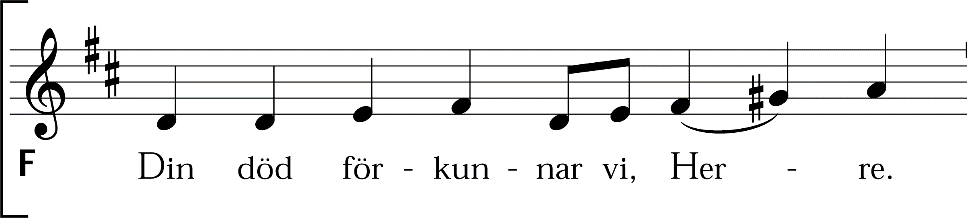 F Din död för - kun - nar vi, Her - re.